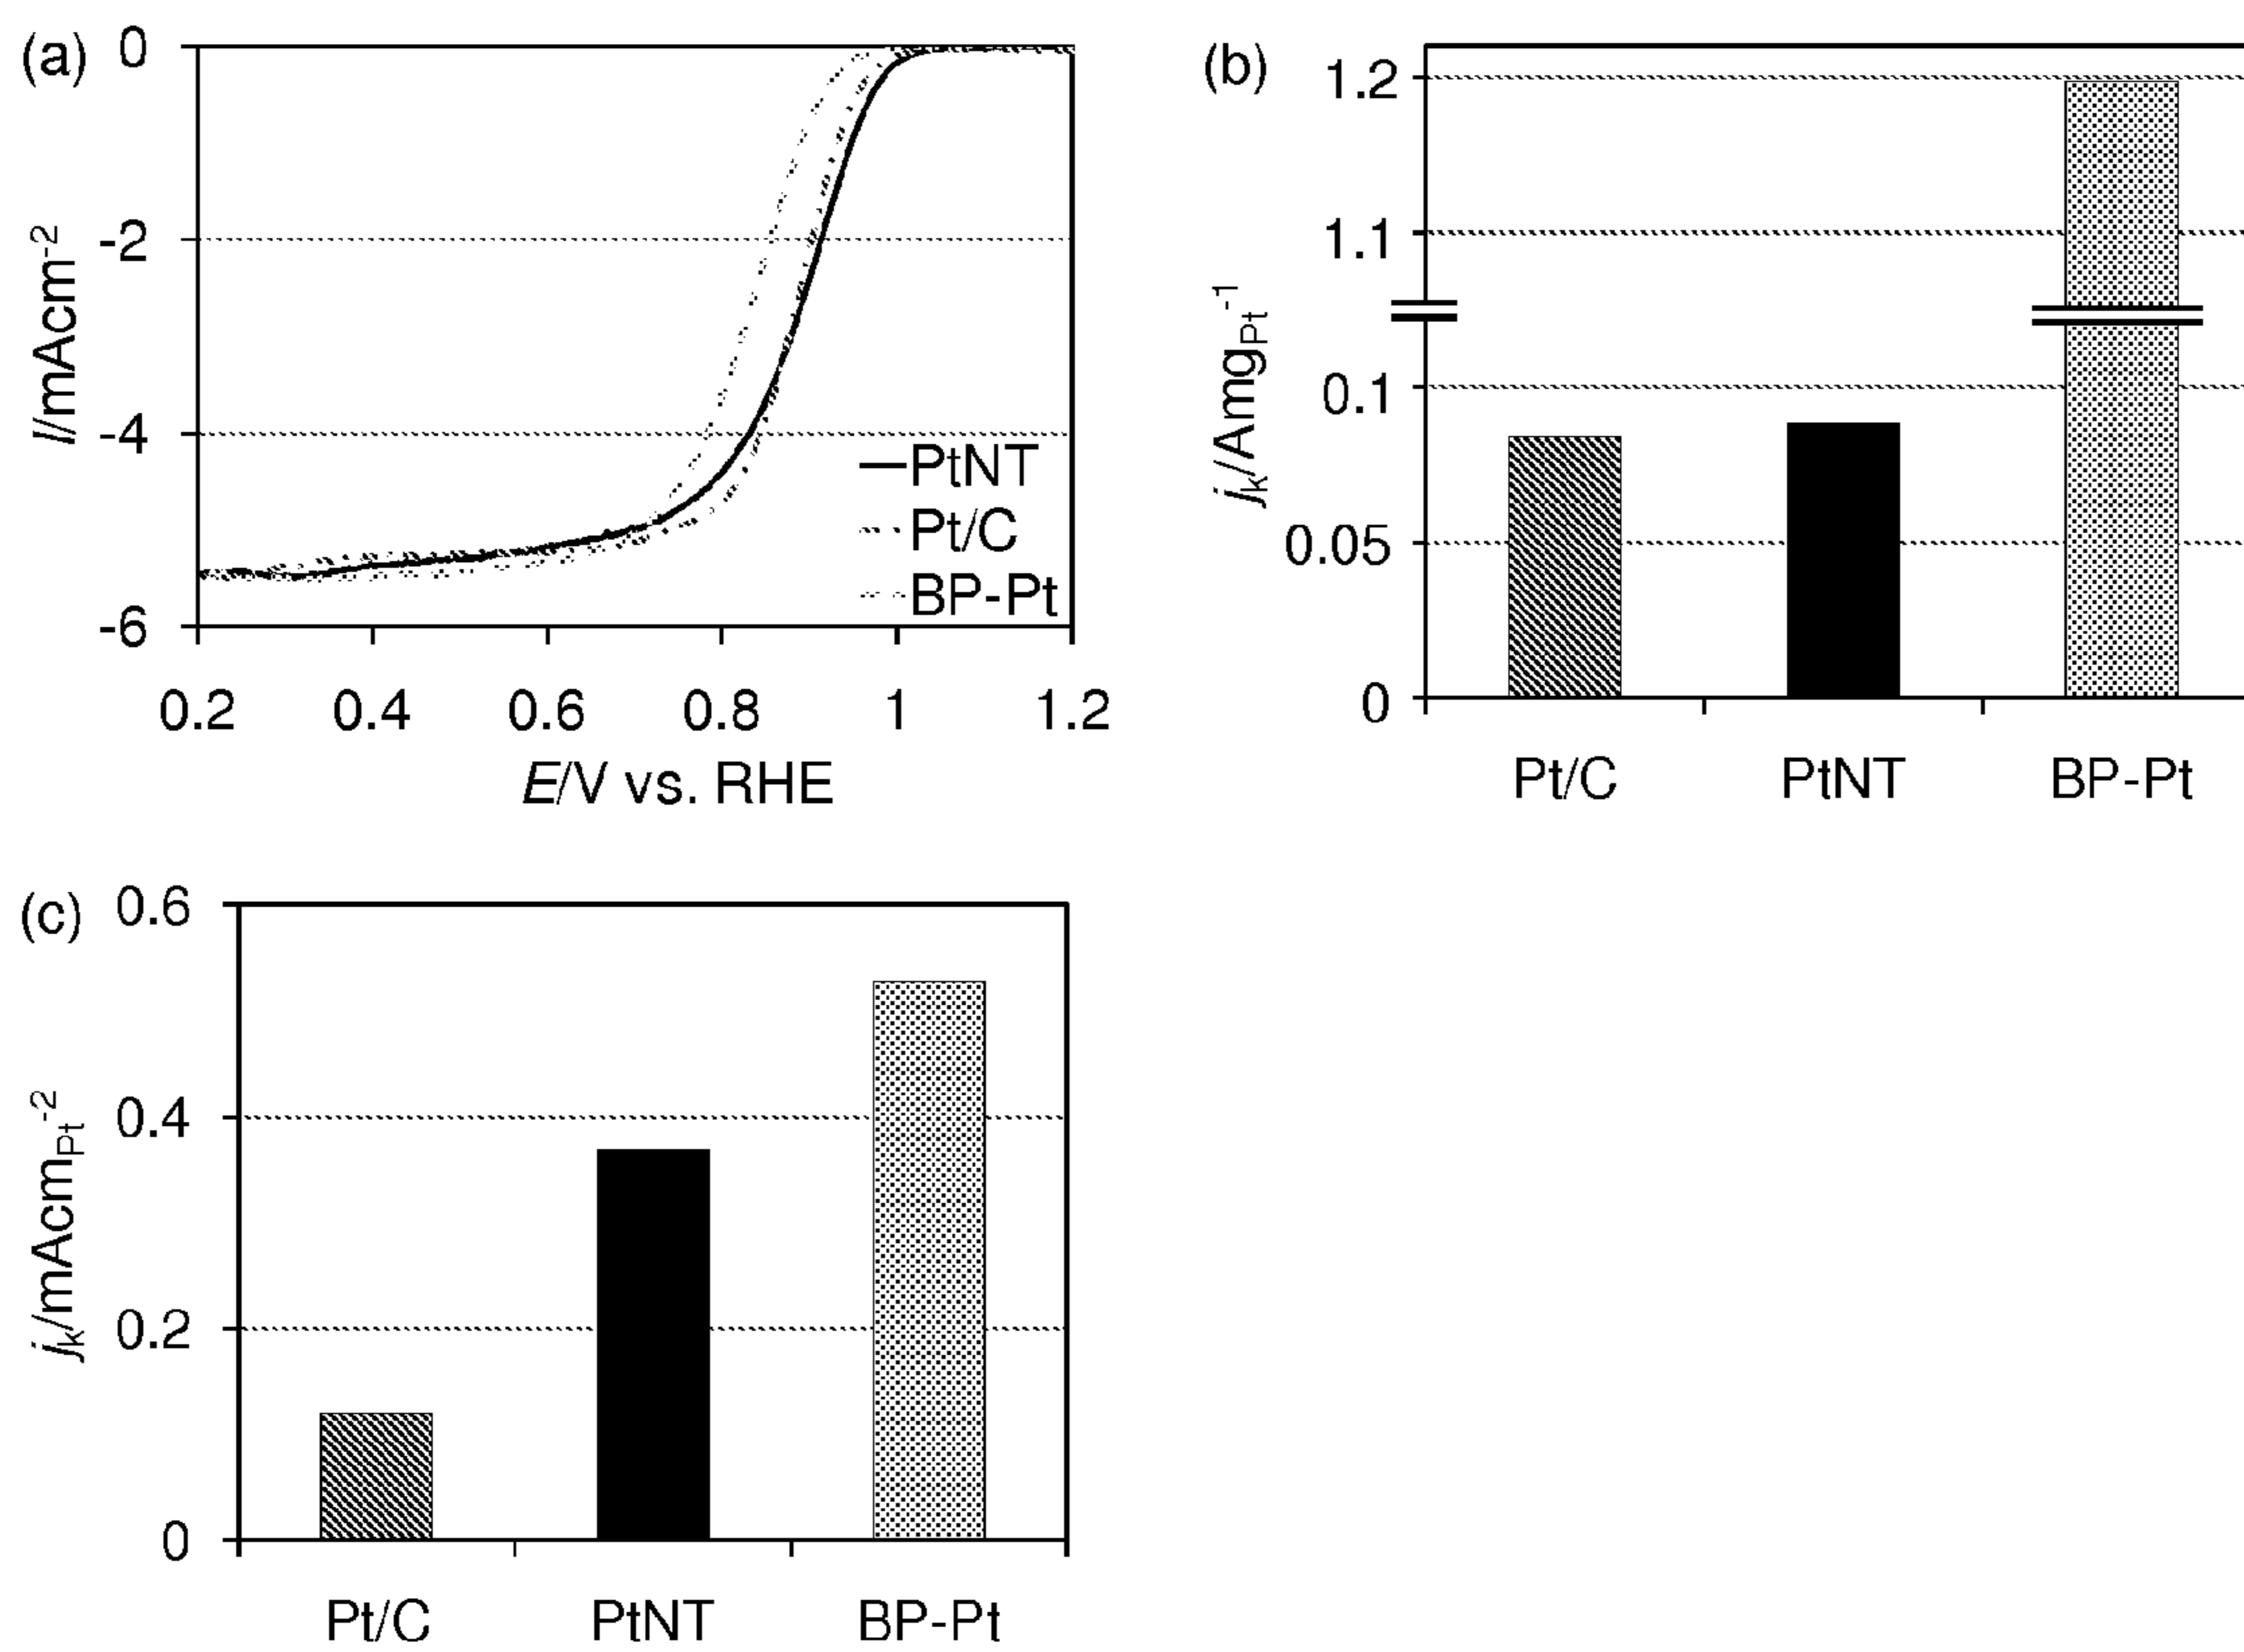 (a)
0
-2
-4
-6
I/mAcm-2
PtNT
Pt/C
BP-Pt
0.2 0.4 0.6 0.8 1 1.2
E/V vs. RHE
(b)
1.2
1.1
0.1
0.05
0
jk/AmgPt-1
Pt/C PtNT BP-Pt
(c)
0.6
0.4
0.2
0
jk/mAcmPt-2
Pt/C PtNT BP-Pt